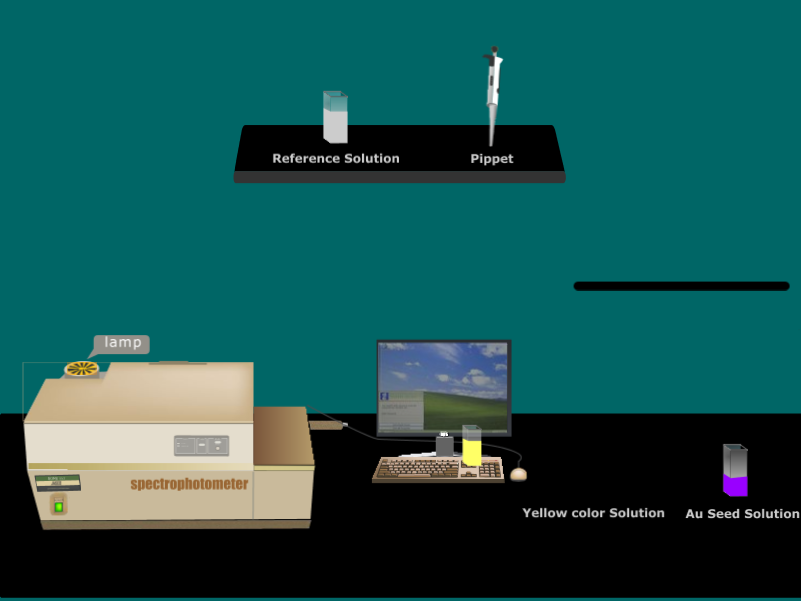 Reference Solution
Pippet
lamp
spectrophotometer
Yellow color Solution
Au Seed Solution